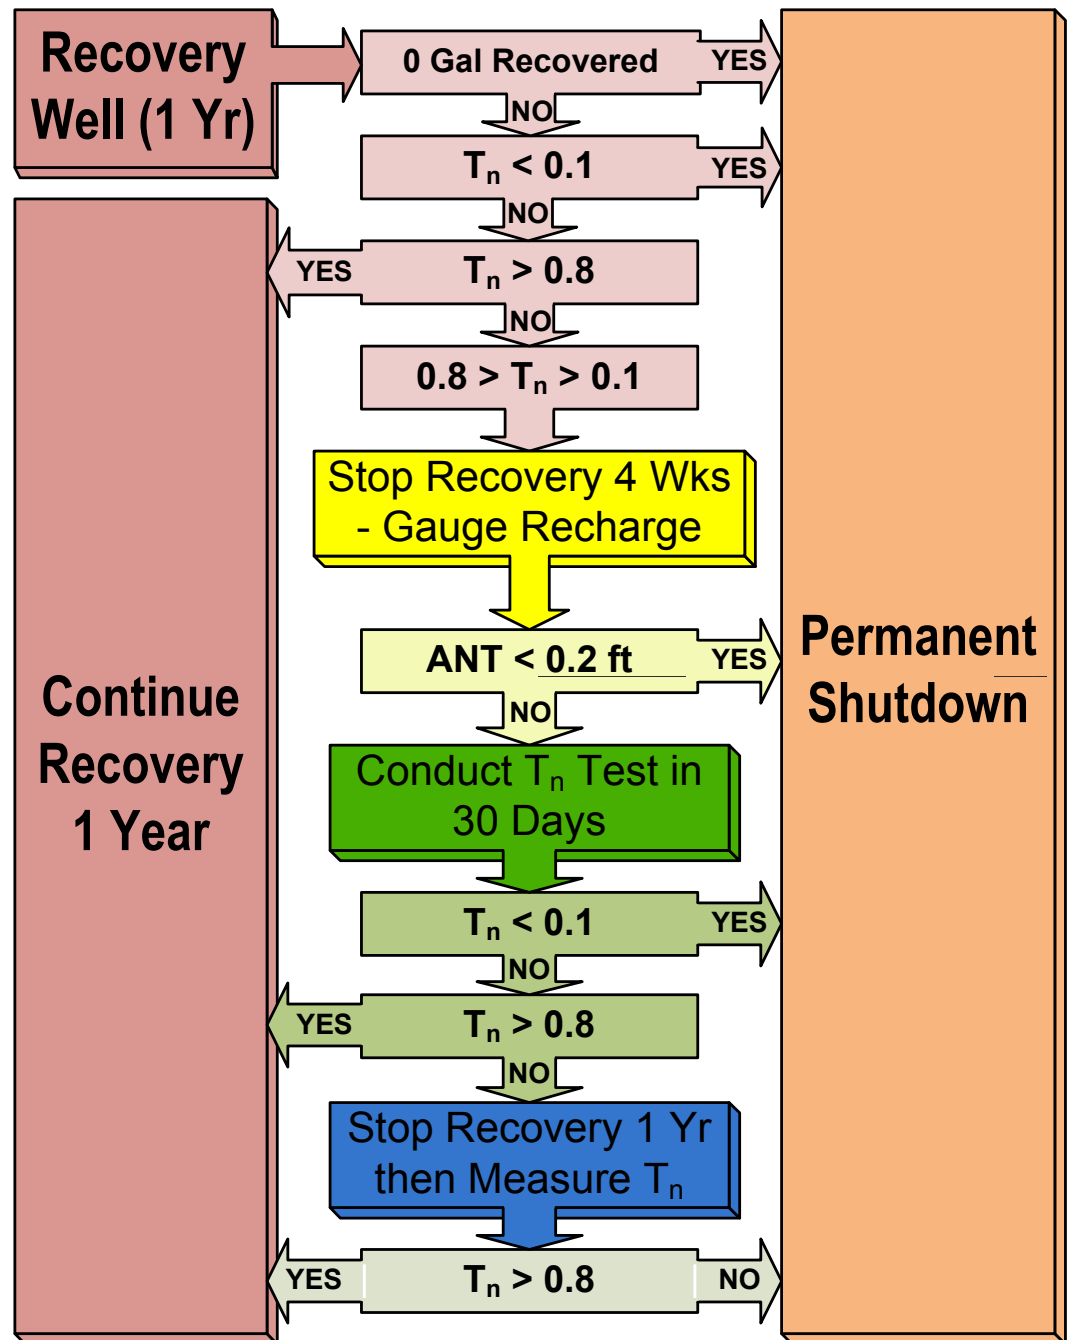 Recovery
Well (1 Yr)
0 Gal Recovered
YES
NO
Tₙ < 0.1
YES
NO
YES
Tₙ > 0.8
NO
0.8 > Tₙ > 0.1
Stop Recovery 4 Wks
- Gauge Recharge
ANT < 0.2 ft
YES
NO
Conduct Tₙ Test in
30 Days
Tₙ < 0.1
YES
NO
YES
Tₙ > 0.8
NO
Stop Recovery 1 Yr
then Measure Tₙ
YES
Tₙ > 0.8
NO
Continue
Recovery
1 Year
Permanent
Shutdown